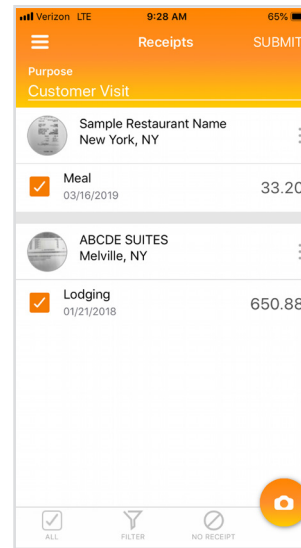 Verizon LTE 9:28 AM 65%
Receipts SUBMIT
Purpose
Customer Visit
Sample Restaurant Name
New York, NY
Meal 33.20
03/16/2019
ABCDE SUITES
Melville, NY
Lodging 650.88
01/21/2018
ALL FILTER NO RECEIPT